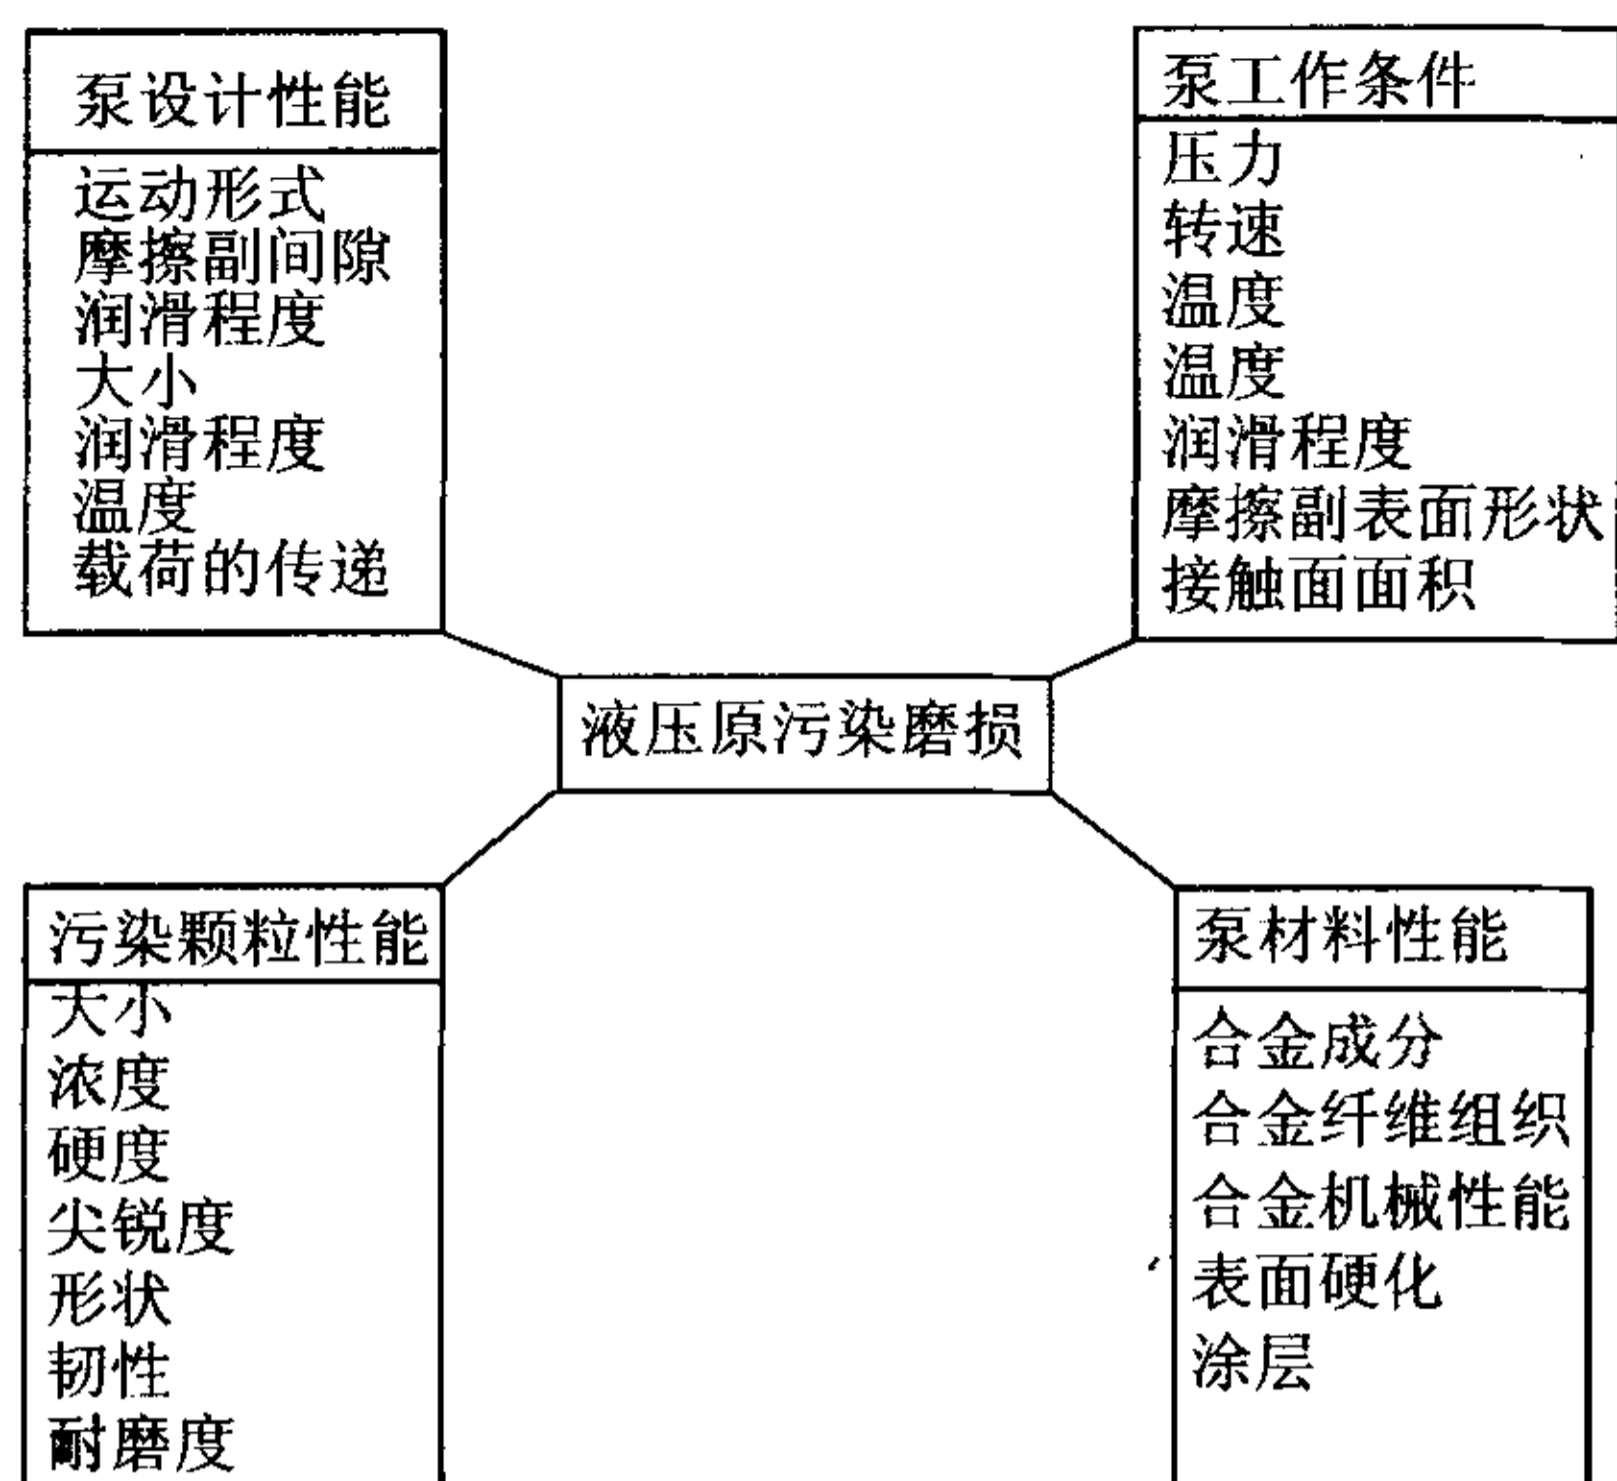 泵设计性能
运动形式
摩擦副间隙
润滑程度
大小
润滑程度
温度
载荷的传递
泵工作条件
压力
转速
温度
温度
润滑程度
摩擦副表面形状
接触面面积
液压原污染磨损
污染颗粒性能
大小
浓度
硬度
尖锐度
形状
韧性
耐磨度
泵材料性能
合金成分
合金纤维组织
合金机械性能
表面硬化
涂层